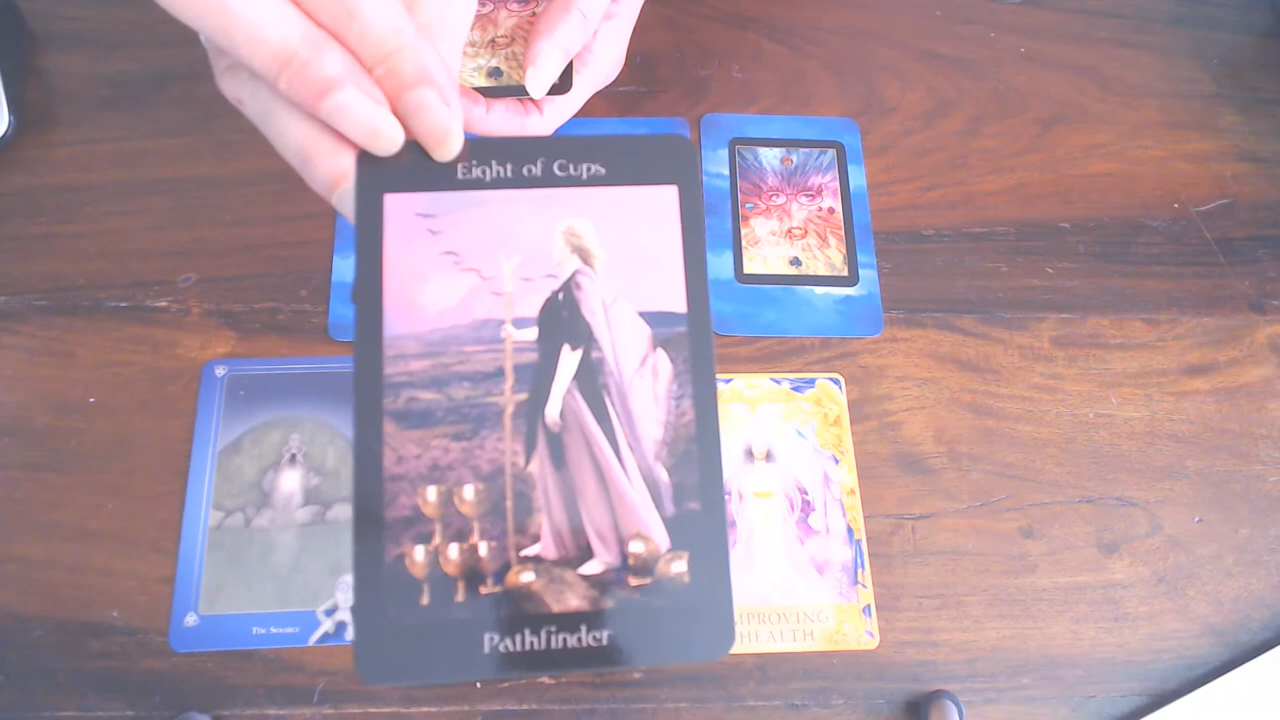 Eight of Cups
Pathfinder
The Source
MPROVING
HEALTH